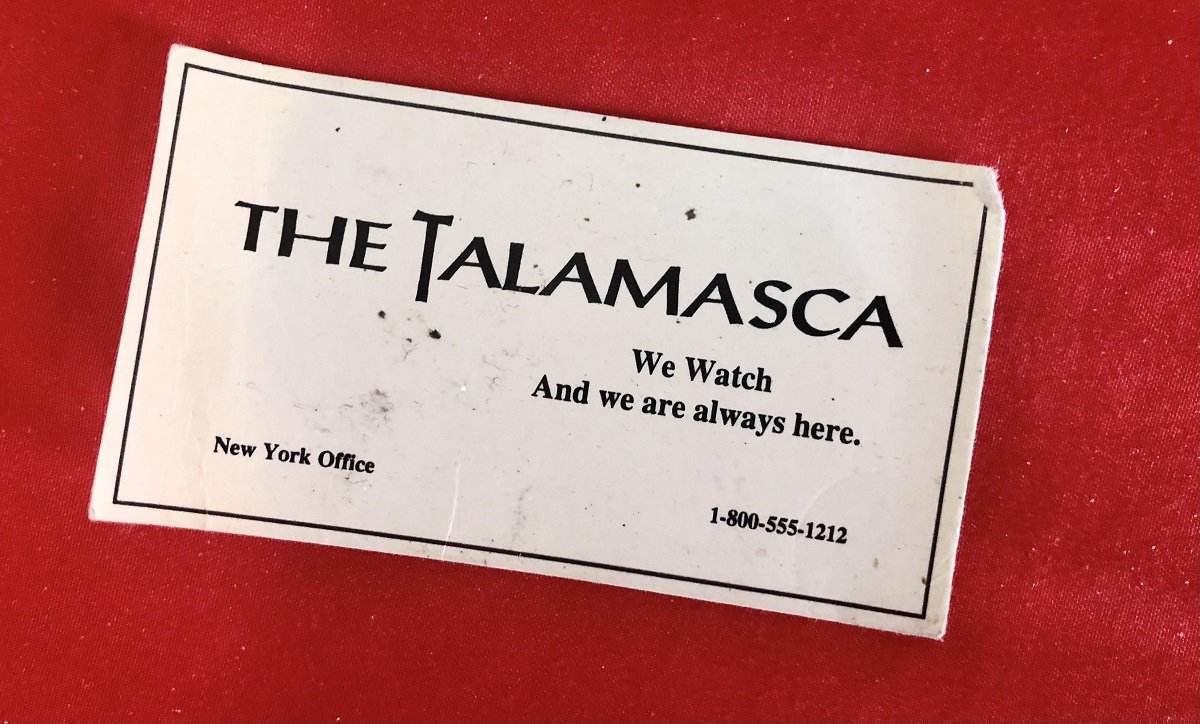 THE TALAMASCA
We Watch
And we are always here.
New York Office
1-800-555-1212